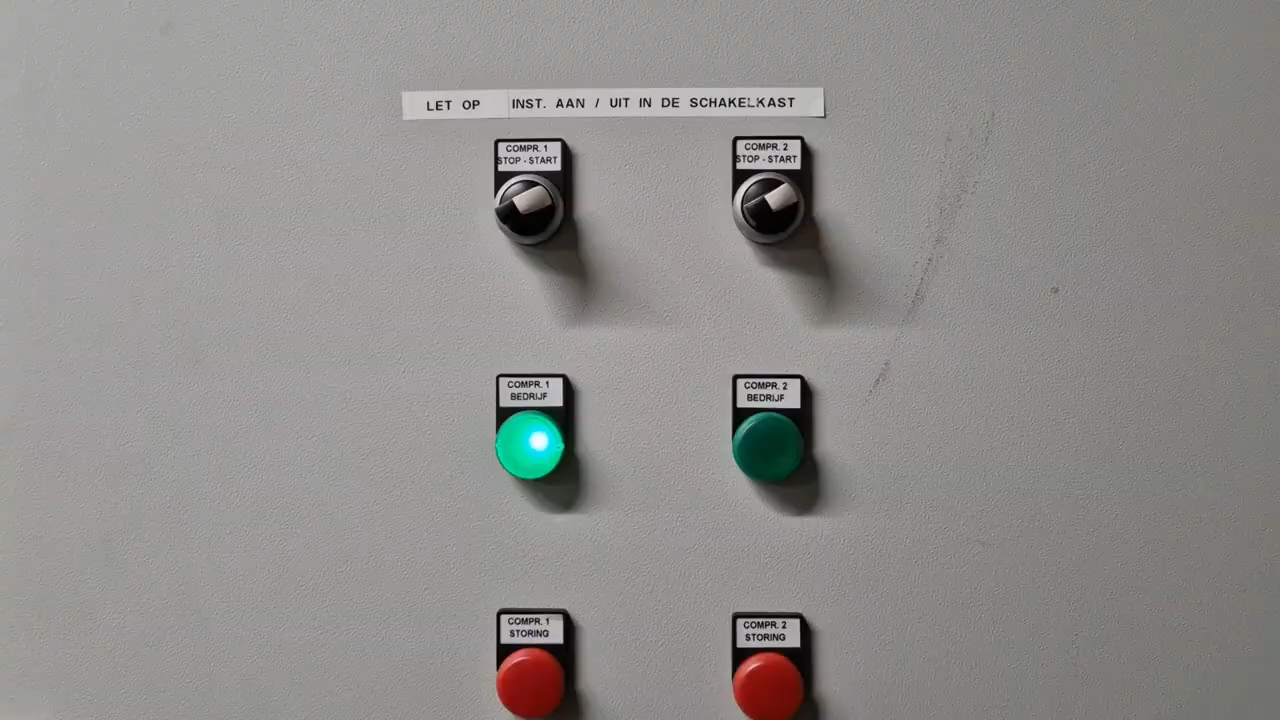 LET OP INST. AAN / UIT IN DE SCHAKELKAST
COMPR. 1
STOP - START
COMPR. 2
STOP - START
COMPR. 1
BEDRIJF
COMPR. 2
BEDRIJF
COMPR. 1
STORING
COMPR. 2
STORING